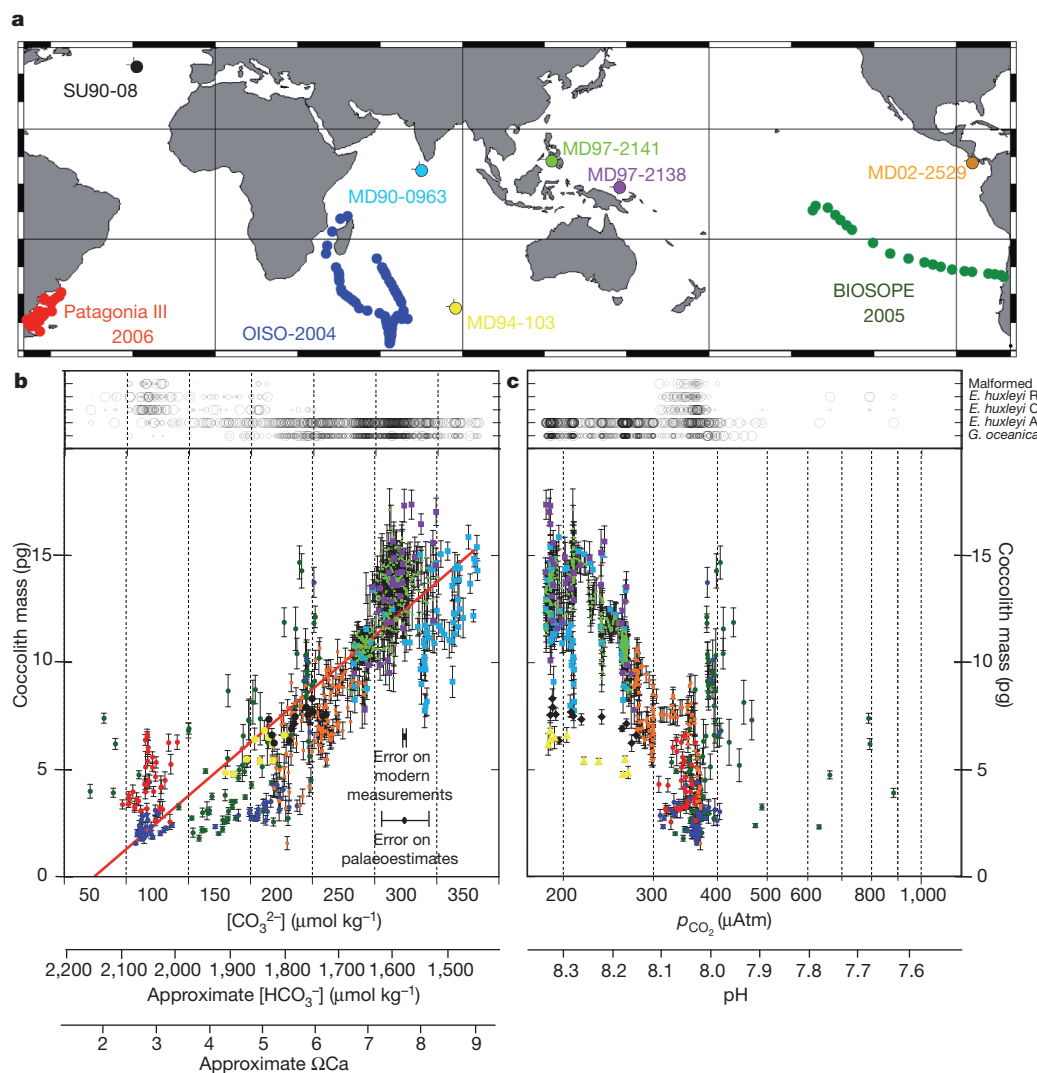 a
SU90-08
MD97-2141
MD97-2138
MD02-2529
MD90-0963
BIOSOPE
2005
Patagonia III
2006
OISO-2004
MD94-103
b
c
Malformed
E. huxleyi R
E. huxleyi C
E. huxleyi A
G. oceanica
15
10
5
0
Coccolith mass (pg)
Error on
modern
measurements
Error on
palaeoestimates
15
10
5
0
Coccolith mass (pg)
50 100 150 200 250 300 350
[CO₃²⁻] (μmol kg⁻¹)
200 300 400 500 600 800 1,000
pCO₂ (μAtm)
2,200 2,100 2,000 1,900 1,800 1,700 1,600 1,500
Approximate [HCO₃⁻] (μmol kg⁻¹)
8.3 8.2 8.1 8.0 7.9 7.8 7.7 7.6
pH
2 3 4 5 6 7 8 9
Approximate ΩCa